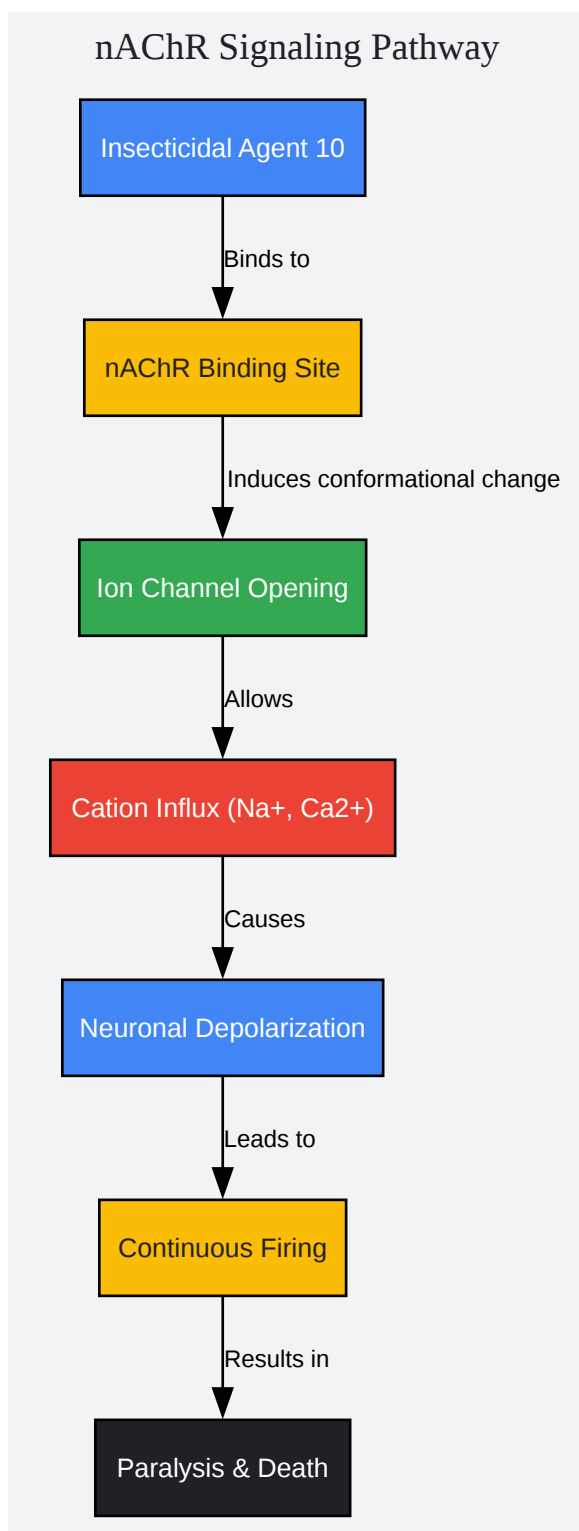 nAChR Signaling Pathway
Insecticidal Agent 10
Binds to
nAChR Binding Site
Induces conformational change
Ion Channel Opening
Allows
Cation Influx (Na+, Ca2+)
Causes
Neuronal Depolarization
Leads to
Continuous Firing
Results in
Paralysis & Death